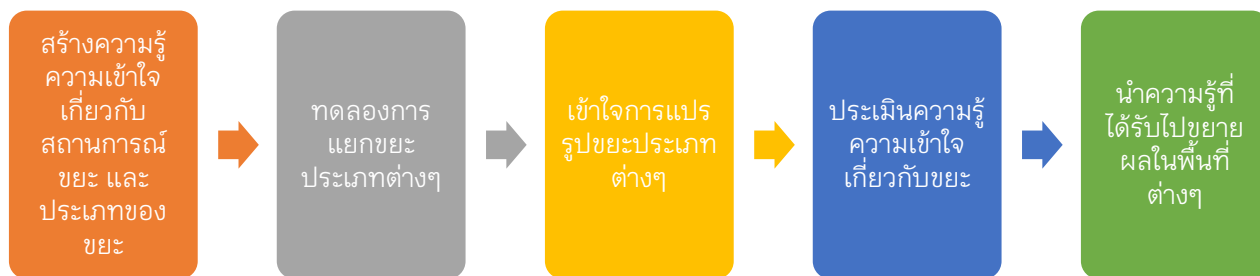 สร้างความรู้
ความเข้าใจ
เกี่ยวกับ
สถานการณ์
ขยะ และ
ประเภทของ
ขยะ
ทดลองการ
แยกขยะ
ประเภทต่างๆ
เข้าใจการแปร
รูปขยะประเภท
ต่างๆ
ประเมินความรู้
ความเข้าใจ
เกี่ยวกับขยะ
นำความรู้ที่
ได้รับไปขยาย
ผลในพื้นที่
ต่างๆ